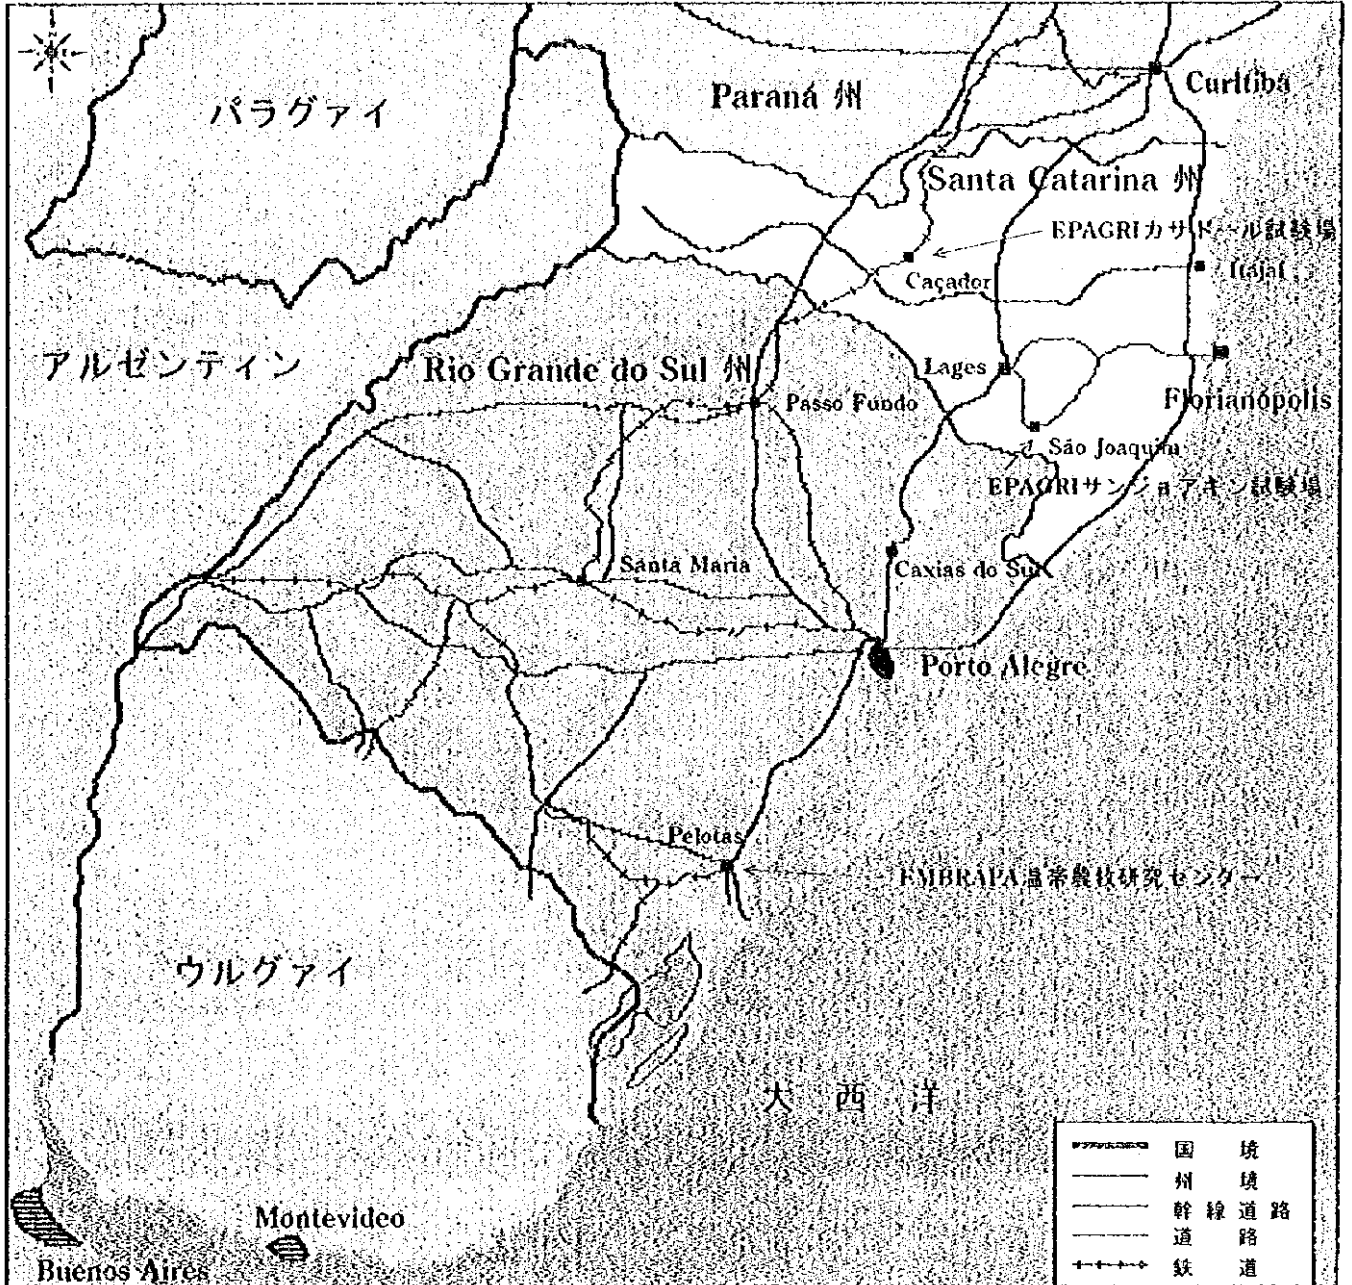 パラグァイ
Paraná 州
Curitiba
Santa Catarina 州
EPAGRIカサドール試験場
Caçador
Itajaí
アルゼンティン
Rio Grande do Sul 州
Lages
Passo Fundo
Florianópolis
São Joaquim
EPAGRIサンジョアキン試験場
Santa Maria
Caxias do Sul
Porto Alegre
Pelotas
EMBRAPA温帯農牧研究センター
ウルグァイ
大西洋
Montevideo
Buenos Aires
国境
州境
幹線道路
道路
鉄道